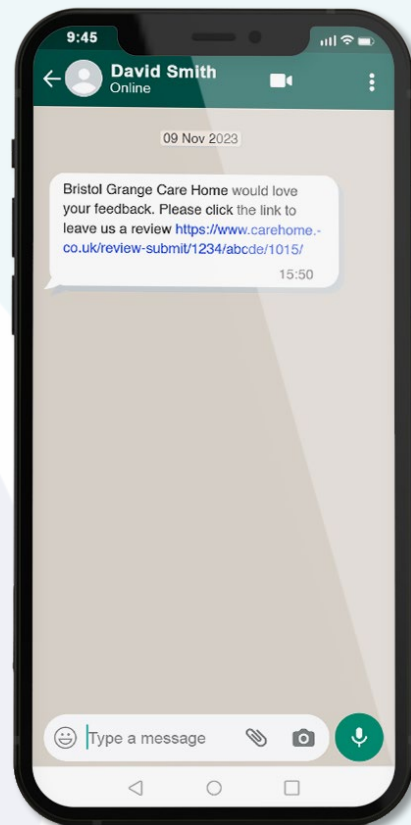 9:45
David Smith
Online
09 Nov 2023
Bristol Grange Care Home would love
your feedback. Please click the link to
leave us a review https://www.carehome.-
co.uk/review-submit/1234/abcde/1015/
15:50
Type a message